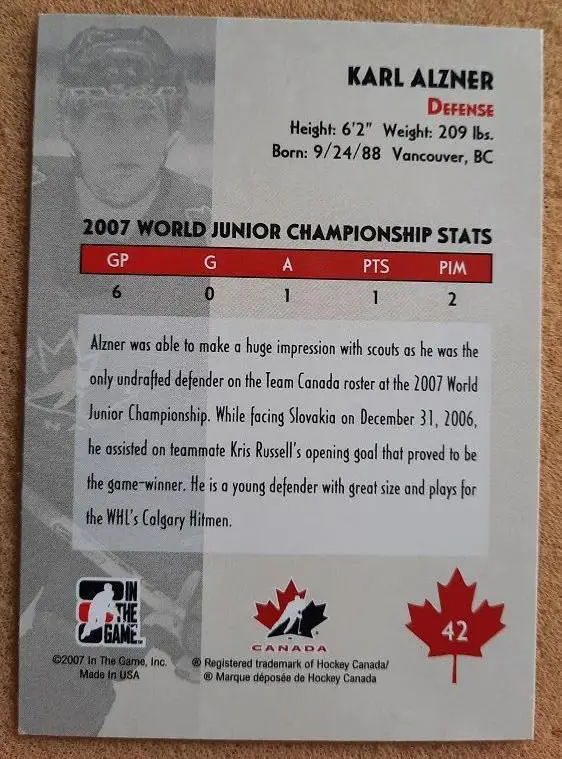 KARL ALZNER
DEFENSE
Height: 6'2" Weight: 209 lbs.
Born: 9/24/88 Vancouver, BC
2007 WORLD JUNIOR CHAMPIONSHIP STATS
GP G A PTS PIM
6 0 1 1 2
Alzner was able to make a huge impression with scouts as he was the
only undrafted defender on the Team Canada roster at the 2007 World
Junior Championship. While facing Slovakia on December 31, 2006,
he assisted on teammate Kris Russell's opening goal that proved to be
the game-winner. He is a young defender with great size and plays for
the WHL's Calgary Hitmen.
IN
THE
GAME
CANADA
42
©2007 In The Game, Inc.
Made In USA
® Registered trademark of Hockey Canada/
® Marque déposée de Hockey Canada